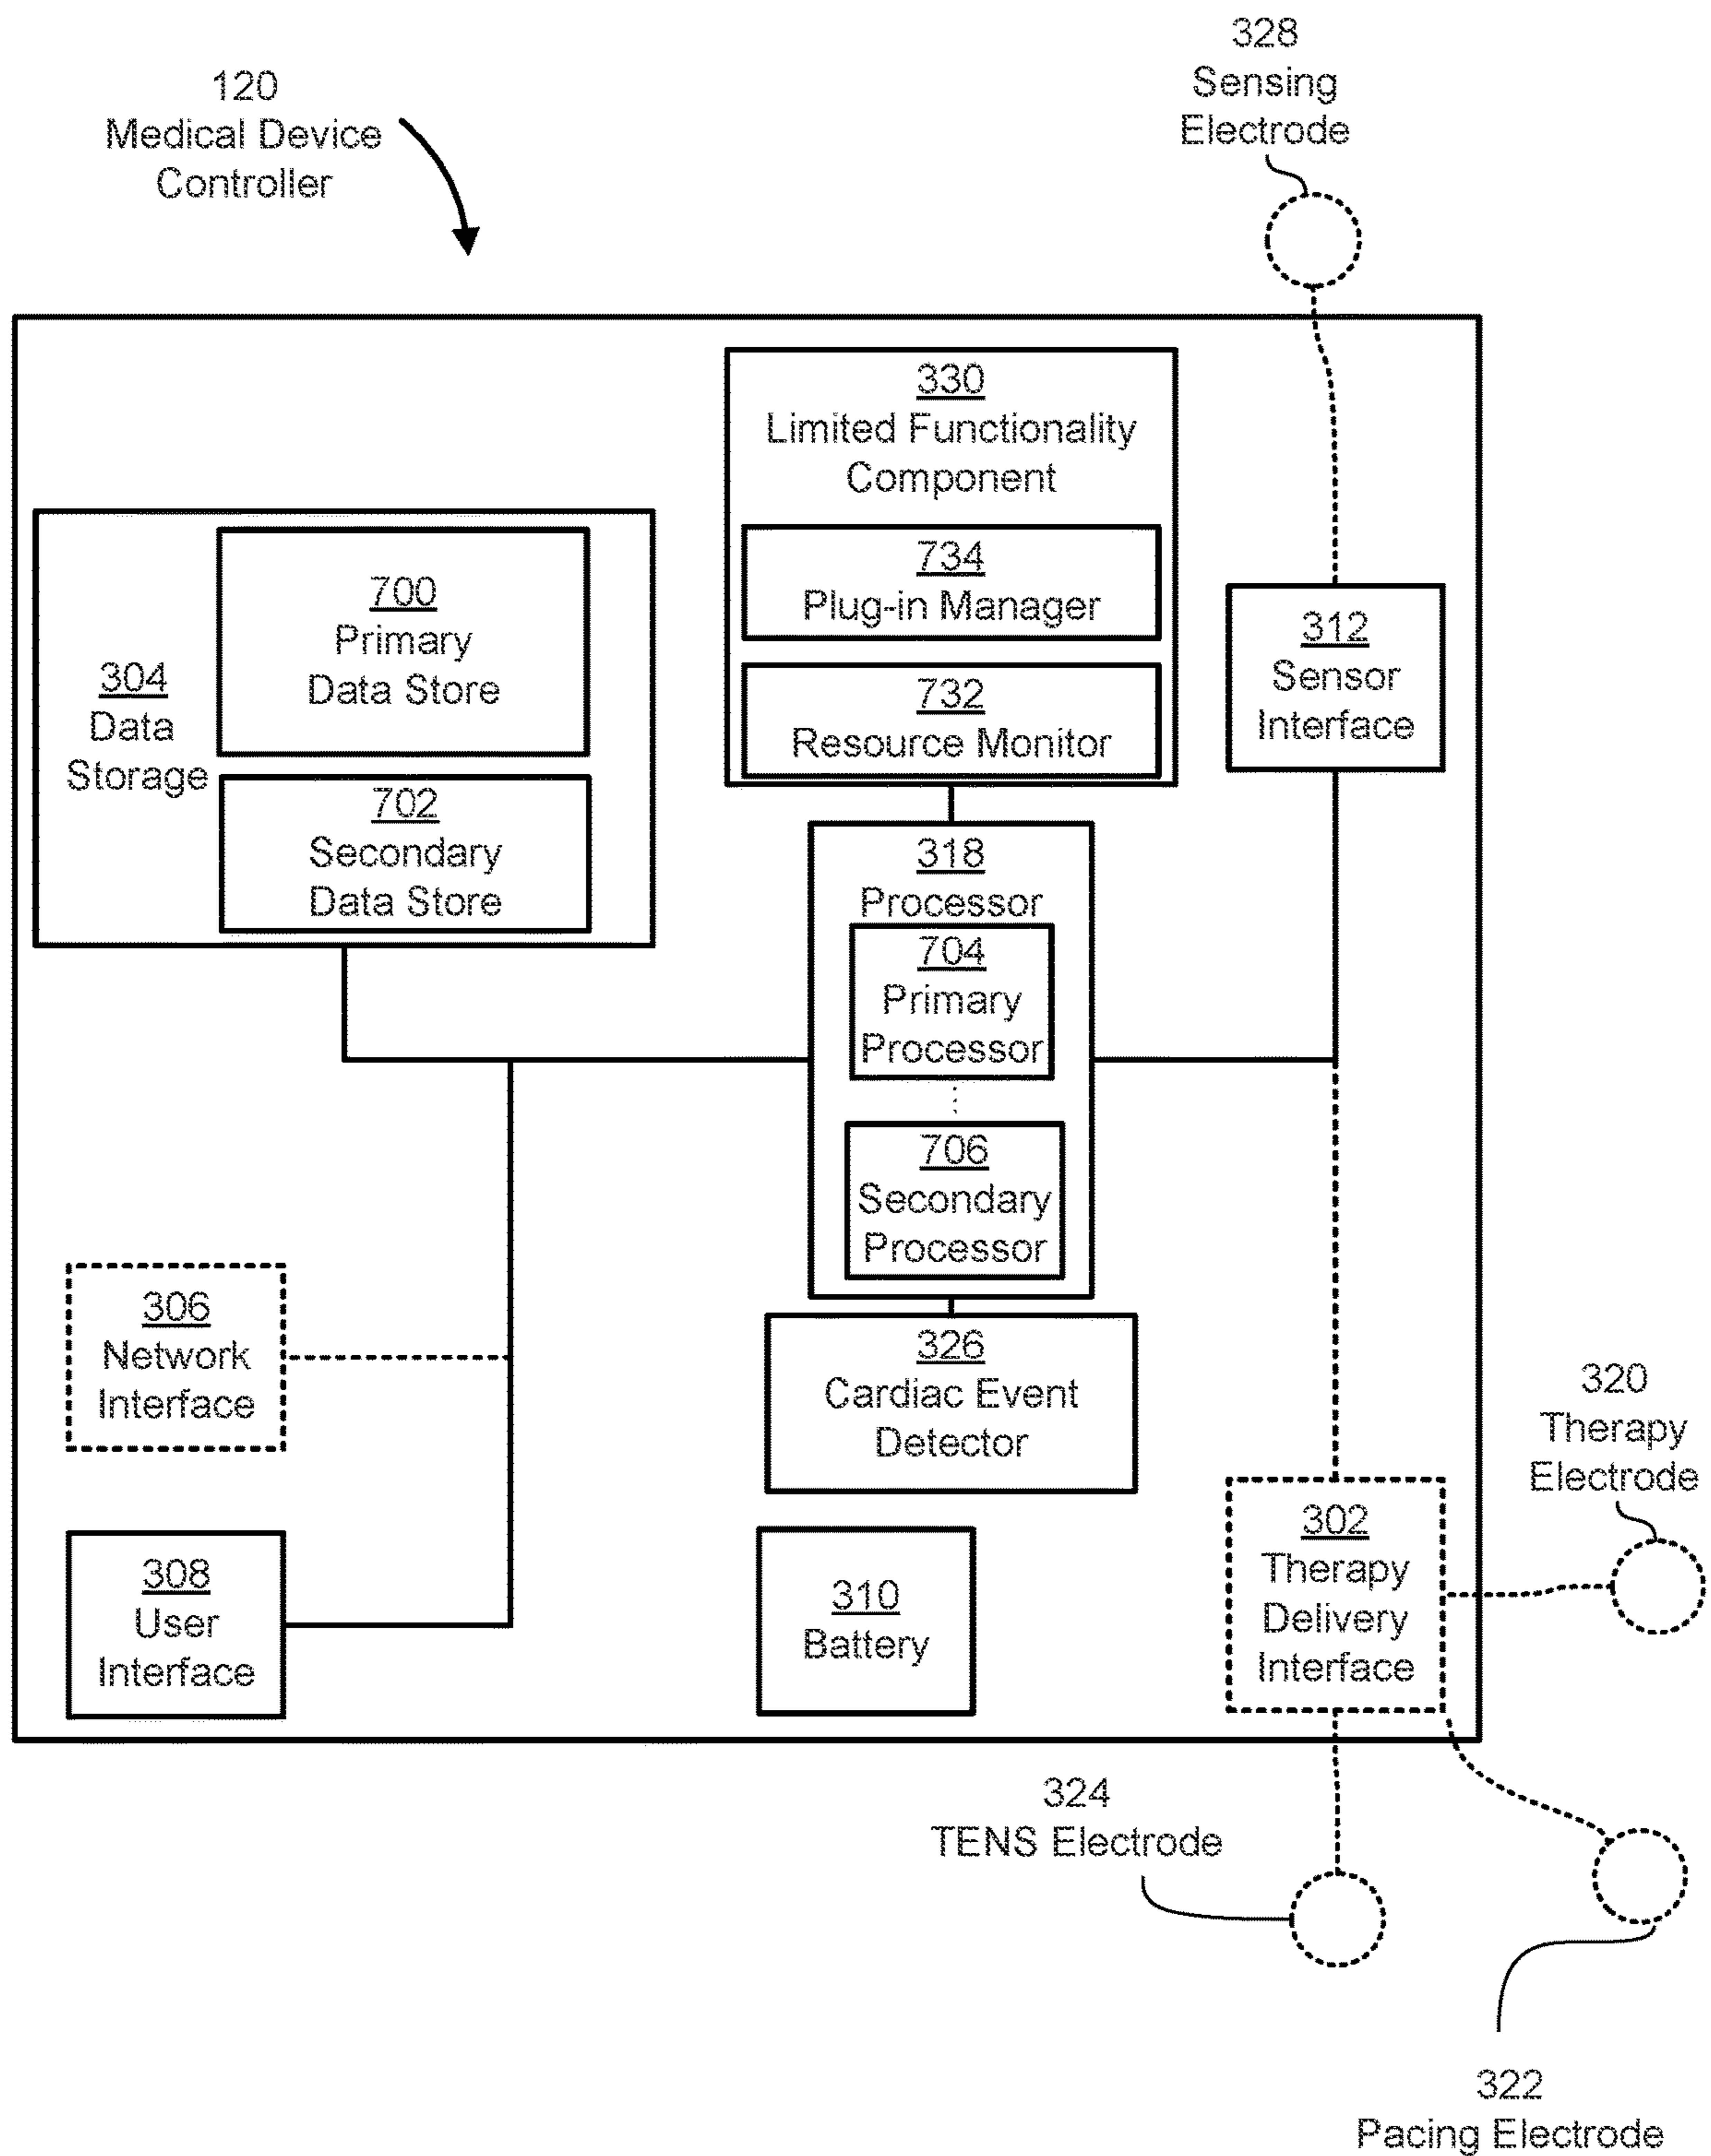 328
Sensing
Electrode
120
Medical Device
Controller
330
Limited Functionality
Component
734
Plug-in Manager
732
Resource Monitor
304
Data
Storage
700
Primary
Data Store
702
Secondary
Data Store
312
Sensor
Interface
318
Processor
704
Primary
Processor
706
Secondary
Processor
306
Network
Interface
326
Cardiac Event
Detector
308
User
Interface
310
Battery
302
Therapy
Delivery
Interface
320
Therapy
Electrode
324
TENS Electrode
322
Pacing Electrode